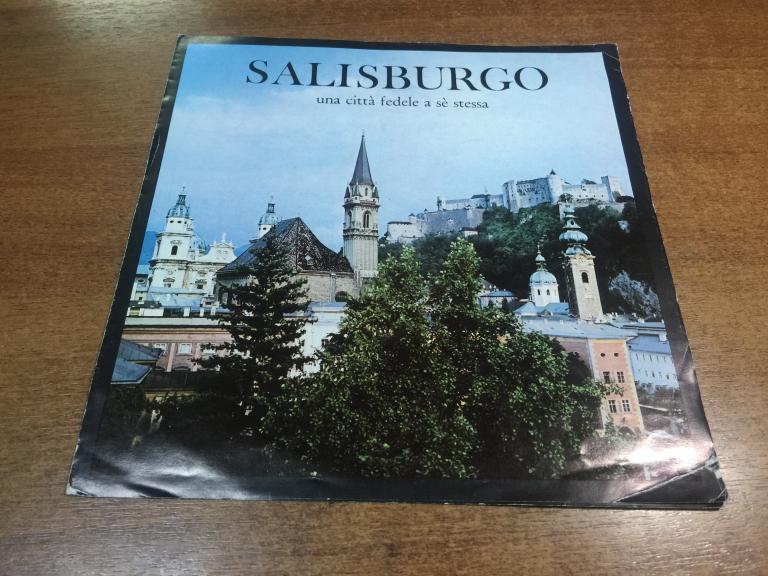 SALISBURGO
una città fedele a sè stessa